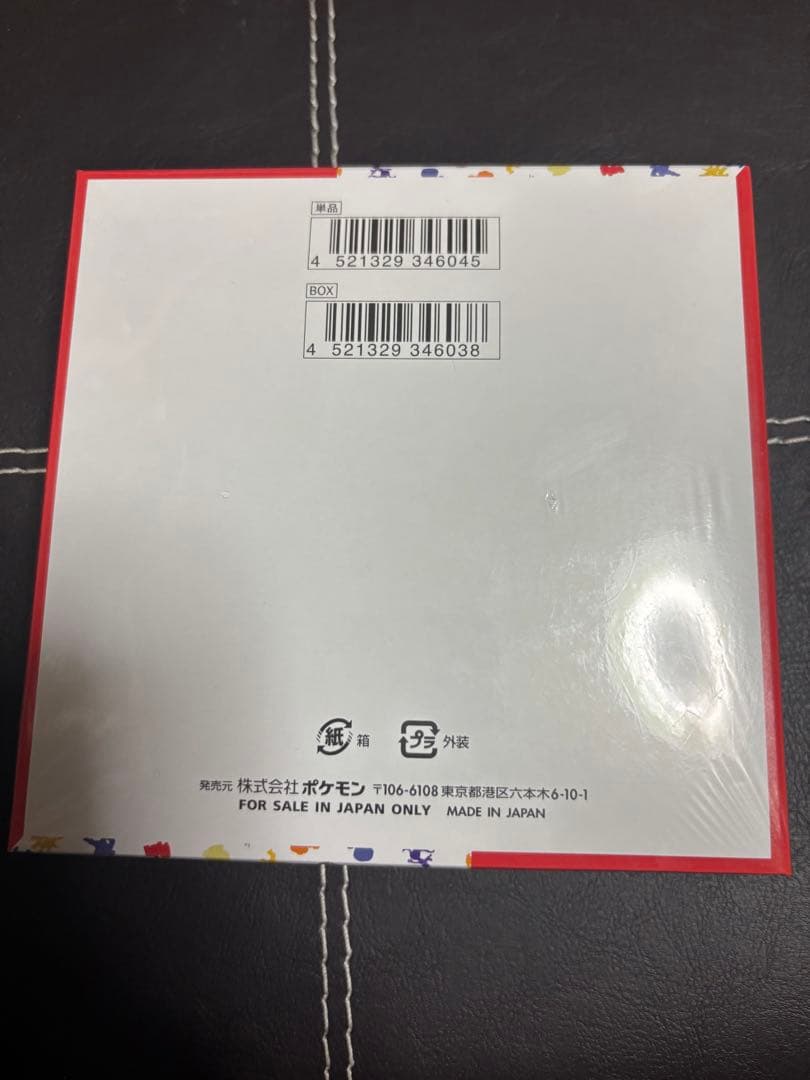 単品
4 521329 346045
BOX
4 521329 346038
紙 箱 プラ 外装
発売元 株式会社 ポケモン 〒106-6108 東京都港区六本木6-10-1
FOR SALE IN JAPAN ONLY MADE IN JAPAN